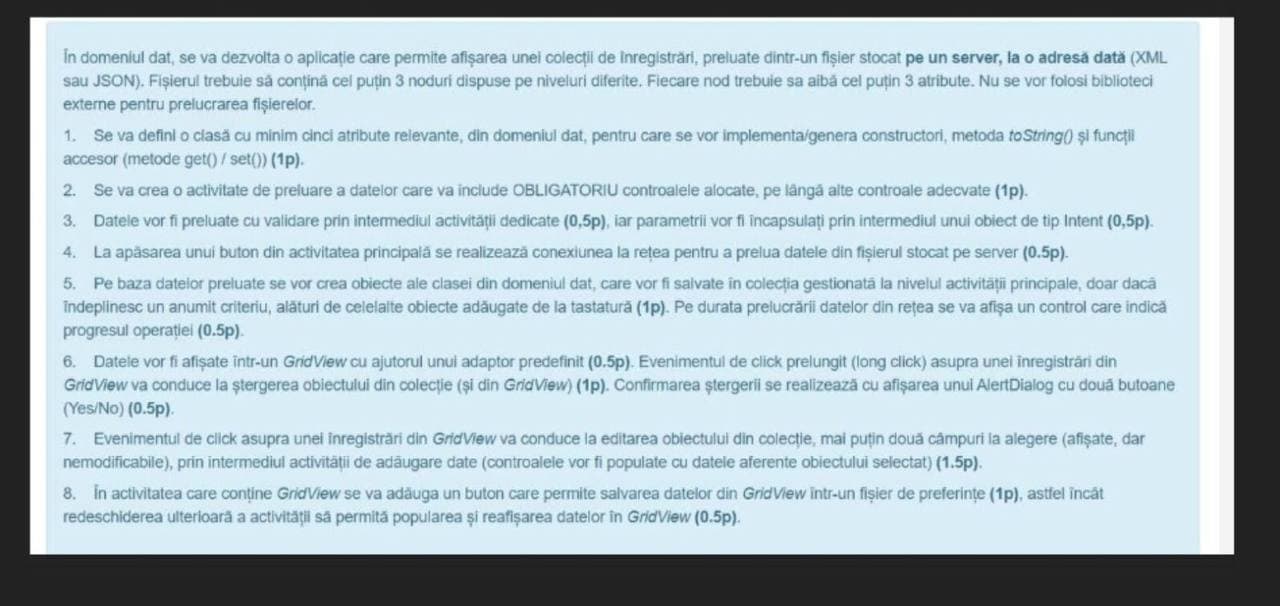 În domeniul dat, se va dezvolta o aplicație care permite afișarea unei colecții de înregistrări, preluate dintr-un fișier stocat pe un server, la o adresă dată (XML
sau JSON). Fișierul trebuie să conțină cel puțin 3 noduri dispuse pe niveluri diferite. Fiecare nod trebuie sa aibă cel puțin 3 atribute. Nu se vor folosi biblioteci
externe pentru prelucrarea fișierelor.
1. Se va defini o clasă cu minim cinci atribute relevante, din domeniul dat, pentru care se vor implementa/genera constructori, metoda toString() și funcții
accesor (metode get() / set()) (1p).
2. Se va crea o activitate de preluare a datelor care va include OBLIGATORIU controalele alocate, pe lângă alte controale adecvate (1p).
3. Datele vor fi preluate cu validare prin intermediul activității dedicate (0,5p), iar parametrii vor fi încapsulați prin intermediul unui obiect de tip Intent (0,5p).
4. La apăsarea unui buton din activitatea principală se realizează conexiunea la rețea pentru a prelua datele din fișierul stocat pe server (0.5p).
5. Pe baza datelor preluate se vor crea obiecte ale clasei din domeniul dat, care vor fi salvate în colecția gestionată la nivelul activității principale, doar dacă
îndeplinesc un anumit criteriu, alături de celelalte obiecte adăugate de la tastatură (1p). Pe durata prelucrării datelor din rețea se va afișa un control care indică
progresul operației (0.5p).
6. Datele vor fi afișate într-un GridView cu ajutorul unui adaptor predefinit (0.5p). Evenimentul de click prelungit (long click) asupra unei înregistrări din
GridView va conduce la ștergerea obiectului din colecție (și din GridView) (1p). Confirmarea ștergerii se realizează cu afișarea unui AlertDialog cu două butoane
(Yes/No) (0.5p).
7. Evenimentul de click asupra unei înregistrări din GridView va conduce la editarea obiectului din colecție, mai puțin două câmpuri la alegere (afișate, dar
nemodificabile), prin intermediul activității de adăugare date (controalele vor fi populate cu datele aferente obiectului selectat) (1.5p).
8. În activitatea care conține GridView se va adăuga un buton care permite salvarea datelor din GridView într-un fișier de preferințe (1p), astfel încât
redeschiderea ulterioară a activității să permită popularea și reafișarea datelor în GridView (0.5p).